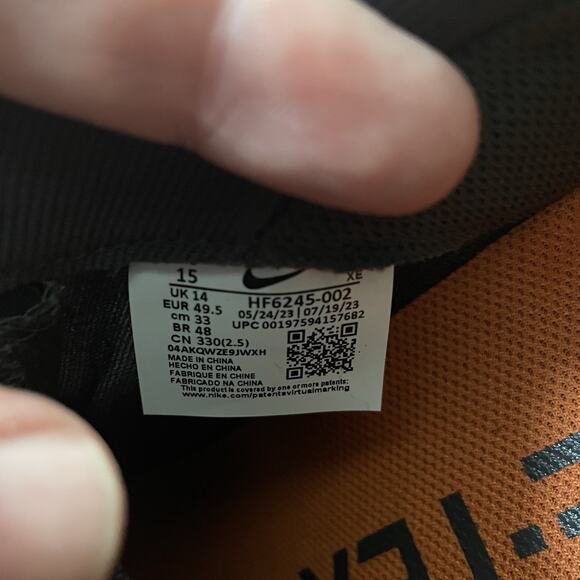 15 XE
UK 14 HF6245-002
EUR 49.5 05/24/23 | 07/19/23
cm 33 UPC 00197594157682
BR 48
CN 330(2.5)
04AKQWZE9JWXH
MADE IN CHINA
HECHO EN CHINA
FABRIQUE EN CHINE
FABRICADO NA CHINA
This product is covered by one or more patents:
www.nike.com/patentsvirtualmarking